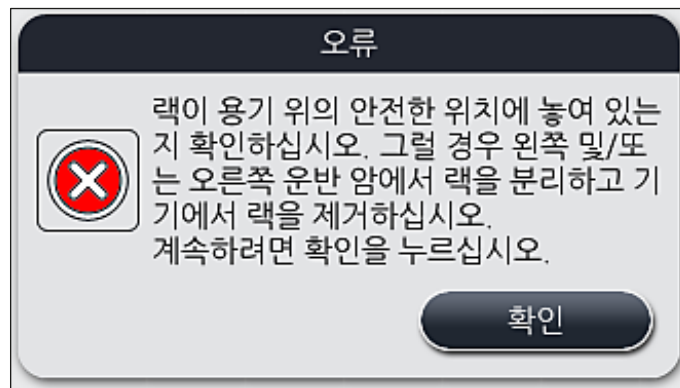 오류
랙이 용기 위의 안전한 위치에 놓여 있는
지 확인하십시오. 그럴 경우 왼쪽 및/또
는 오른쪽 운반 암에서 랙을 분리하고 기
기에서 랙을 제거하십시오.
계속하려면 확인을 누르십시오.
확인